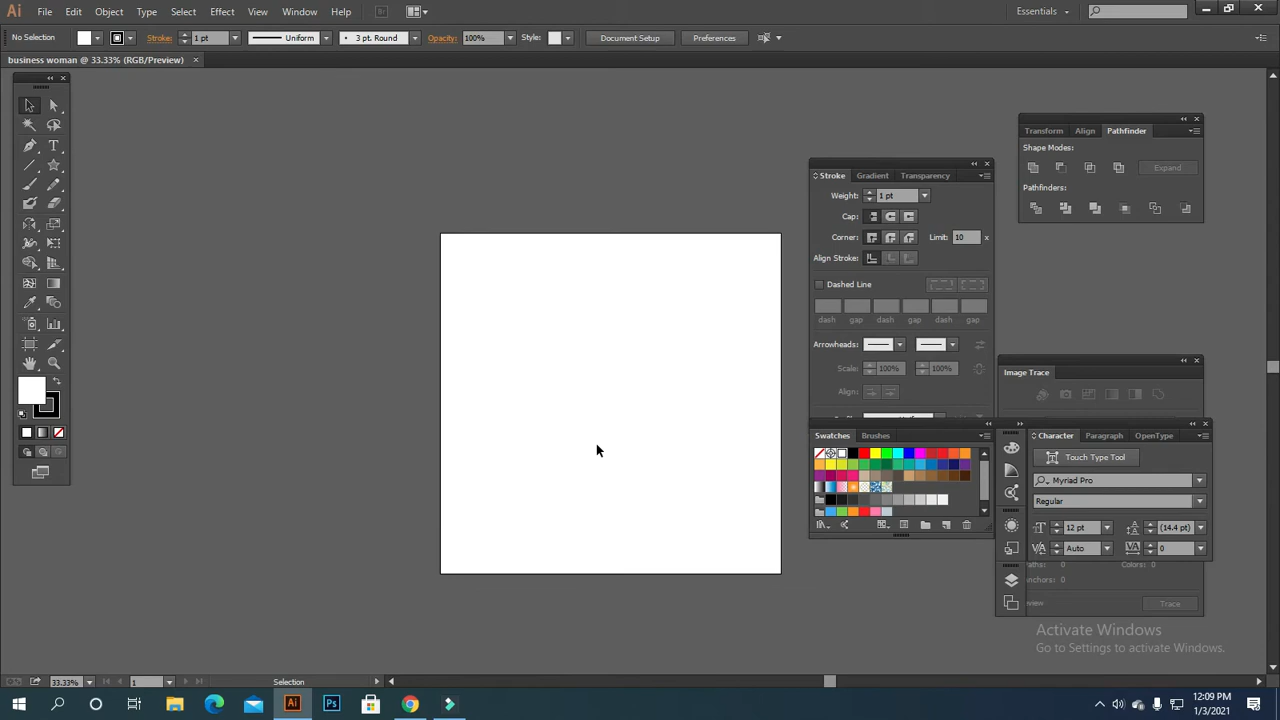 Ai File Edit Object Type Select Effect View Window Help Br Essentials
No Selection Stroke: 1 pt Uniform 3 pt. Round Opacity: 100% Style: Document Setup Preferences
business woman @ 33.33% (RGB/Preview)
Transform Align Pathfinder
Shape Modes:
Expand
Pathfinders:
Stroke Gradient Transparency
Weight: 1 pt
Cap:
Corner: Limit: 10 x
Align Stroke:
Dashed Line
dash gap dash gap dash gap
Arrowheads:
Scale: 100% 100%
Align:
Image Trace
Swatches Brushes
Character Paragraph OpenType
Touch Type Tool
Myriad Pro
Regular
12 pt (14.4 pt)
Auto 0
0 Colors: 0
Anchors: 0
Trace
Activate Windows
Go to Settings to activate Windows.
33.33% 1 Selection
Ai Ps
12:09 PM
1/3/2021